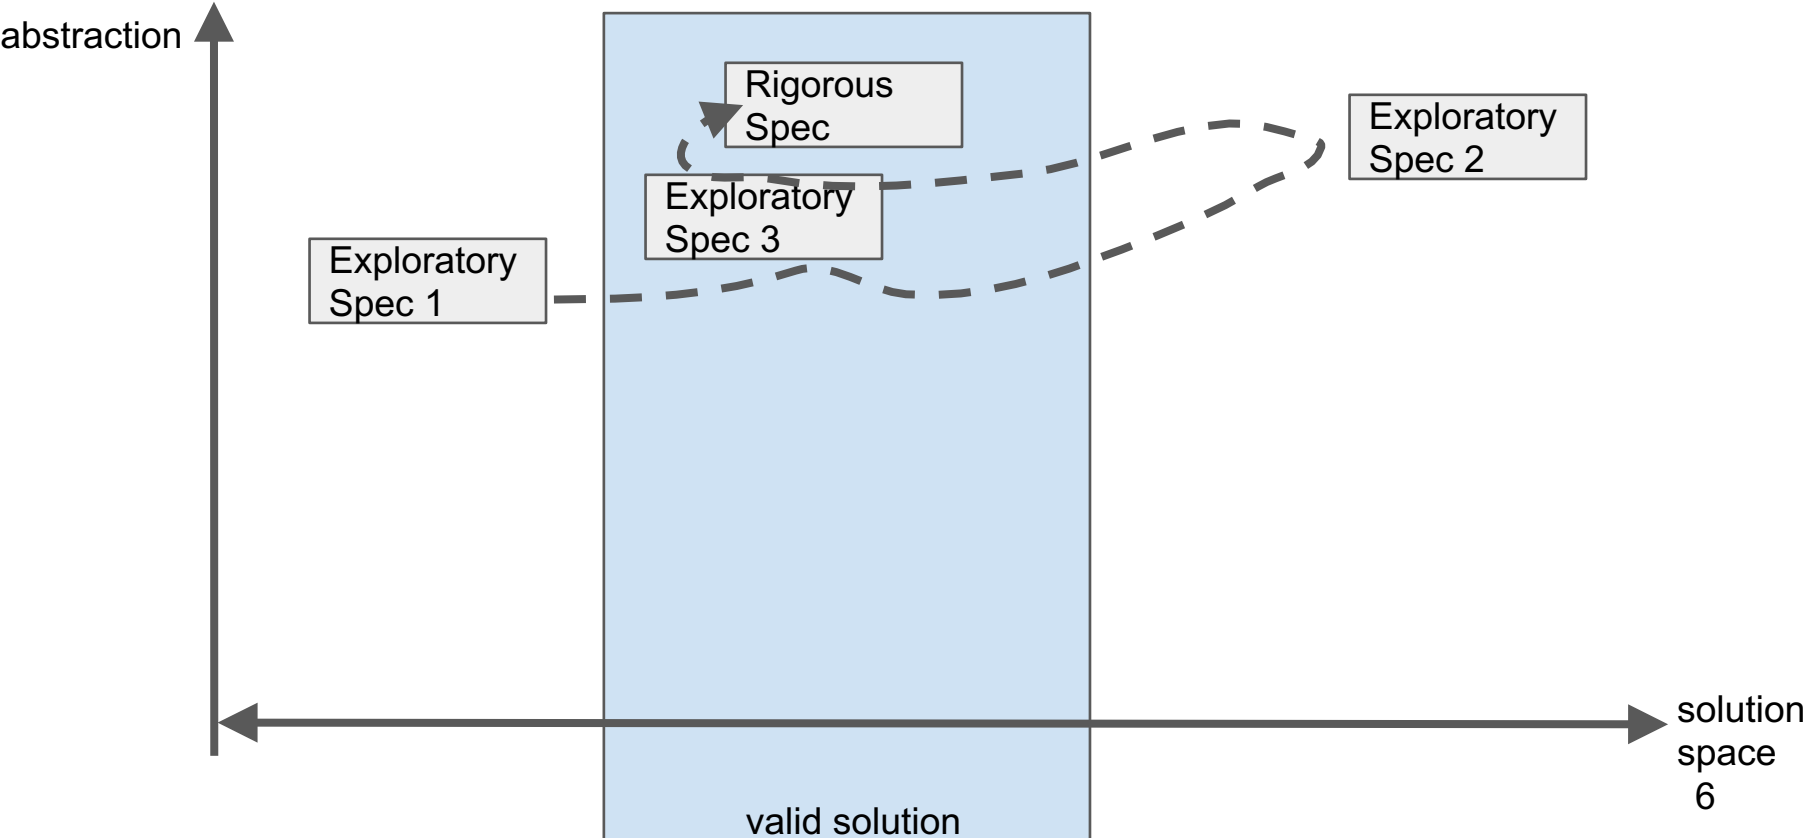 abstraction
Rigorous
Spec
Exploratory
Spec 2
Exploratory
Spec 3
Exploratory
Spec 1
solution
space
6
valid solution